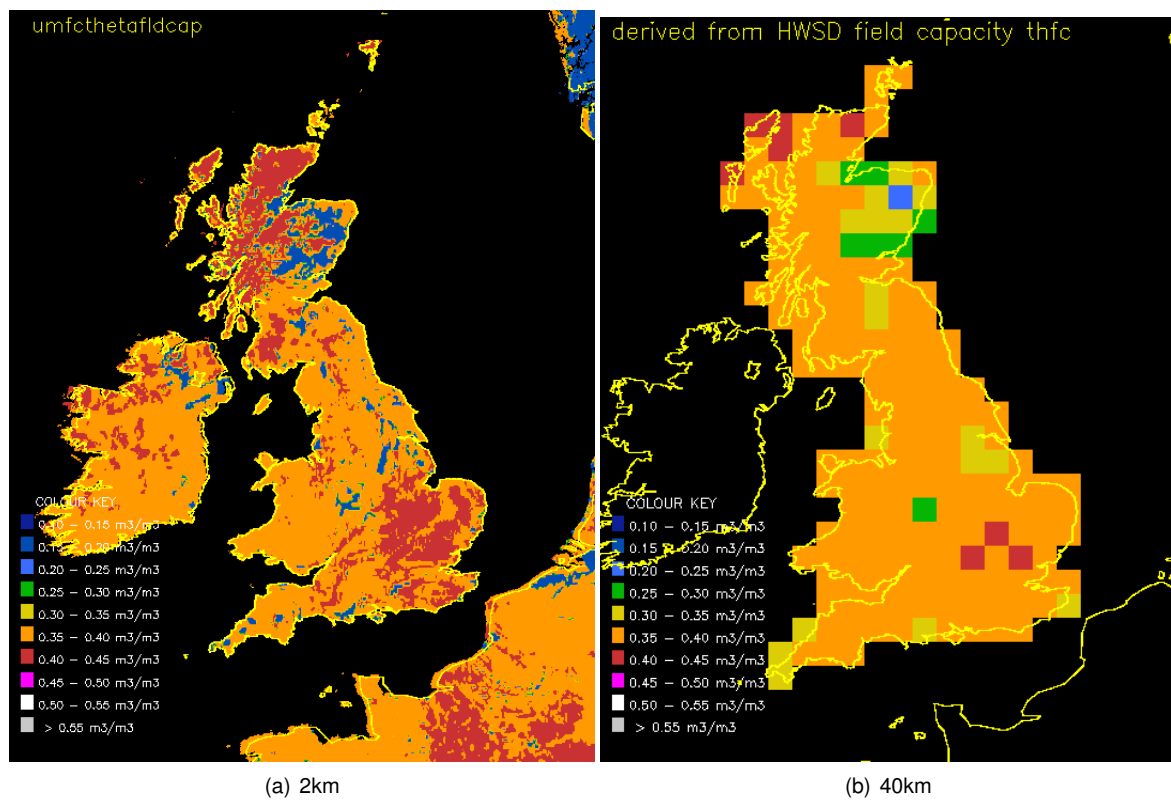 umfcthetafldcap
COLOUR KEY
0.10 - 0.15 m3/m3
0.15 - 0.20 m3/m3
0.20 - 0.25 m3/m3
0.25 - 0.30 m3/m3
0.30 - 0.35 m3/m3
0.35 - 0.40 m3/m3
0.40 - 0.45 m3/m3
0.45 - 0.50 m3/m3
0.50 - 0.55 m3/m3
> 0.55 m3/m3
(a) 2km
derived from HWSD field capacity thfc
COLOUR KEY
0.10 - 0.15 m3/m3
0.15 - 0.20 m3/m3
0.20 - 0.25 m3/m3
0.25 - 0.30 m3/m3
0.30 - 0.35 m3/m3
0.35 - 0.40 m3/m3
0.40 - 0.45 m3/m3
0.45 - 0.50 m3/m3
0.50 - 0.55 m3/m3
> 0.55 m3/m3
(b) 40km